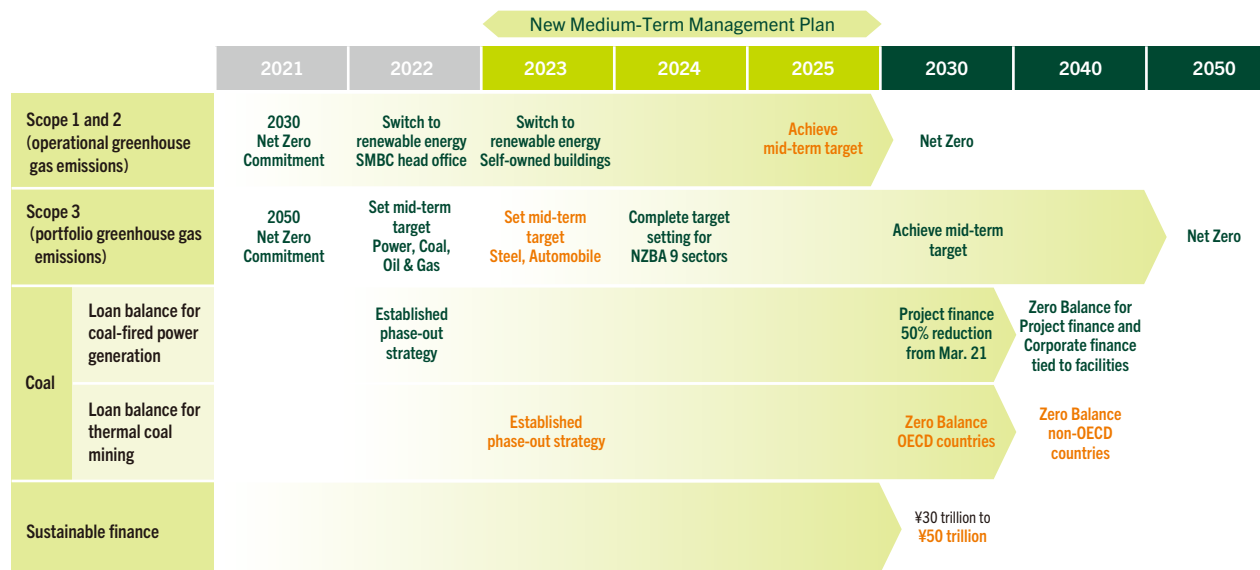 New Medium-Term Management Plan
2021
2022
2023
2024
2025
2030
2040
2050
Scope 1 and 2
(operational greenhouse
gas emissions)
2030
Net Zero
Commitment
Switch to
renewable energy
SMBC head office
Switch to
renewable energy
Self-owned buildings
Achieve
mid-term target
Net Zero
Scope 3
(portfolio greenhouse gas
emissions)
2050
Net Zero
Commitment
Set mid-term
target
Power, Coal,
Oil & Gas
Set mid-term
target
Steel, Automobile
Complete target
setting for
NZBA 9 sectors
Achieve mid-term
target
Net Zero
Coal
Loan balance for
coal-fired power
generation
Established
phase-out
strategy
Project finance
50% reduction
from Mar. 21
Zero Balance for
Project finance and
Corporate finance
tied to facilities
Loan balance for
thermal coal
mining
Established
phase-out strategy
Zero Balance
OECD countries
Zero Balance
non-OECD
countries
Sustainable finance
¥30 trillion to
¥50 trillion